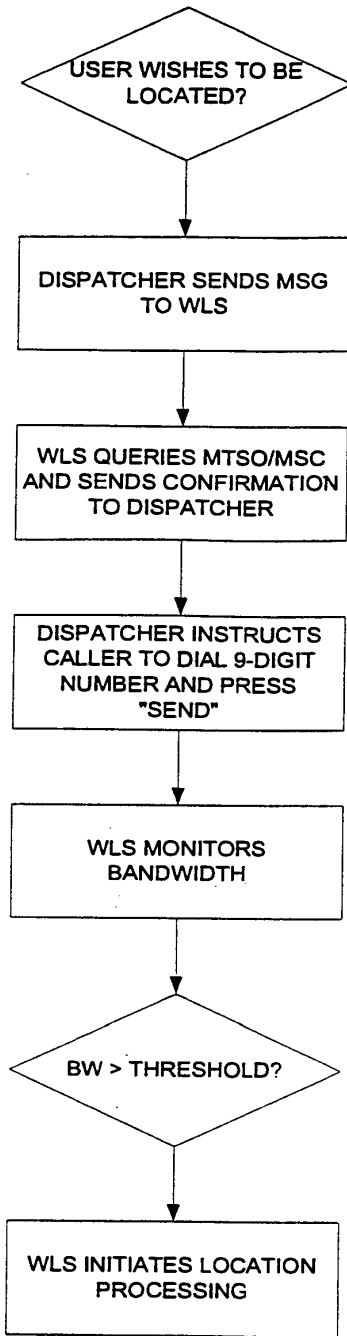 USER WISHES TO BE
LOCATED?
DISPATCHER SENDS MSG
TO WLS
WLS QUERIES MTSO/MSC
AND SENDS CONFIRMATION
TO DISPATCHER
DISPATCHER INSTRUCTS
CALLER TO DIAL 9-DIGIT
NUMBER AND PRESS
"SEND"
WLS MONITORS
BANDWIDTH
BW > THRESHOLD?
WLS INITIATES LOCATION
PROCESSING